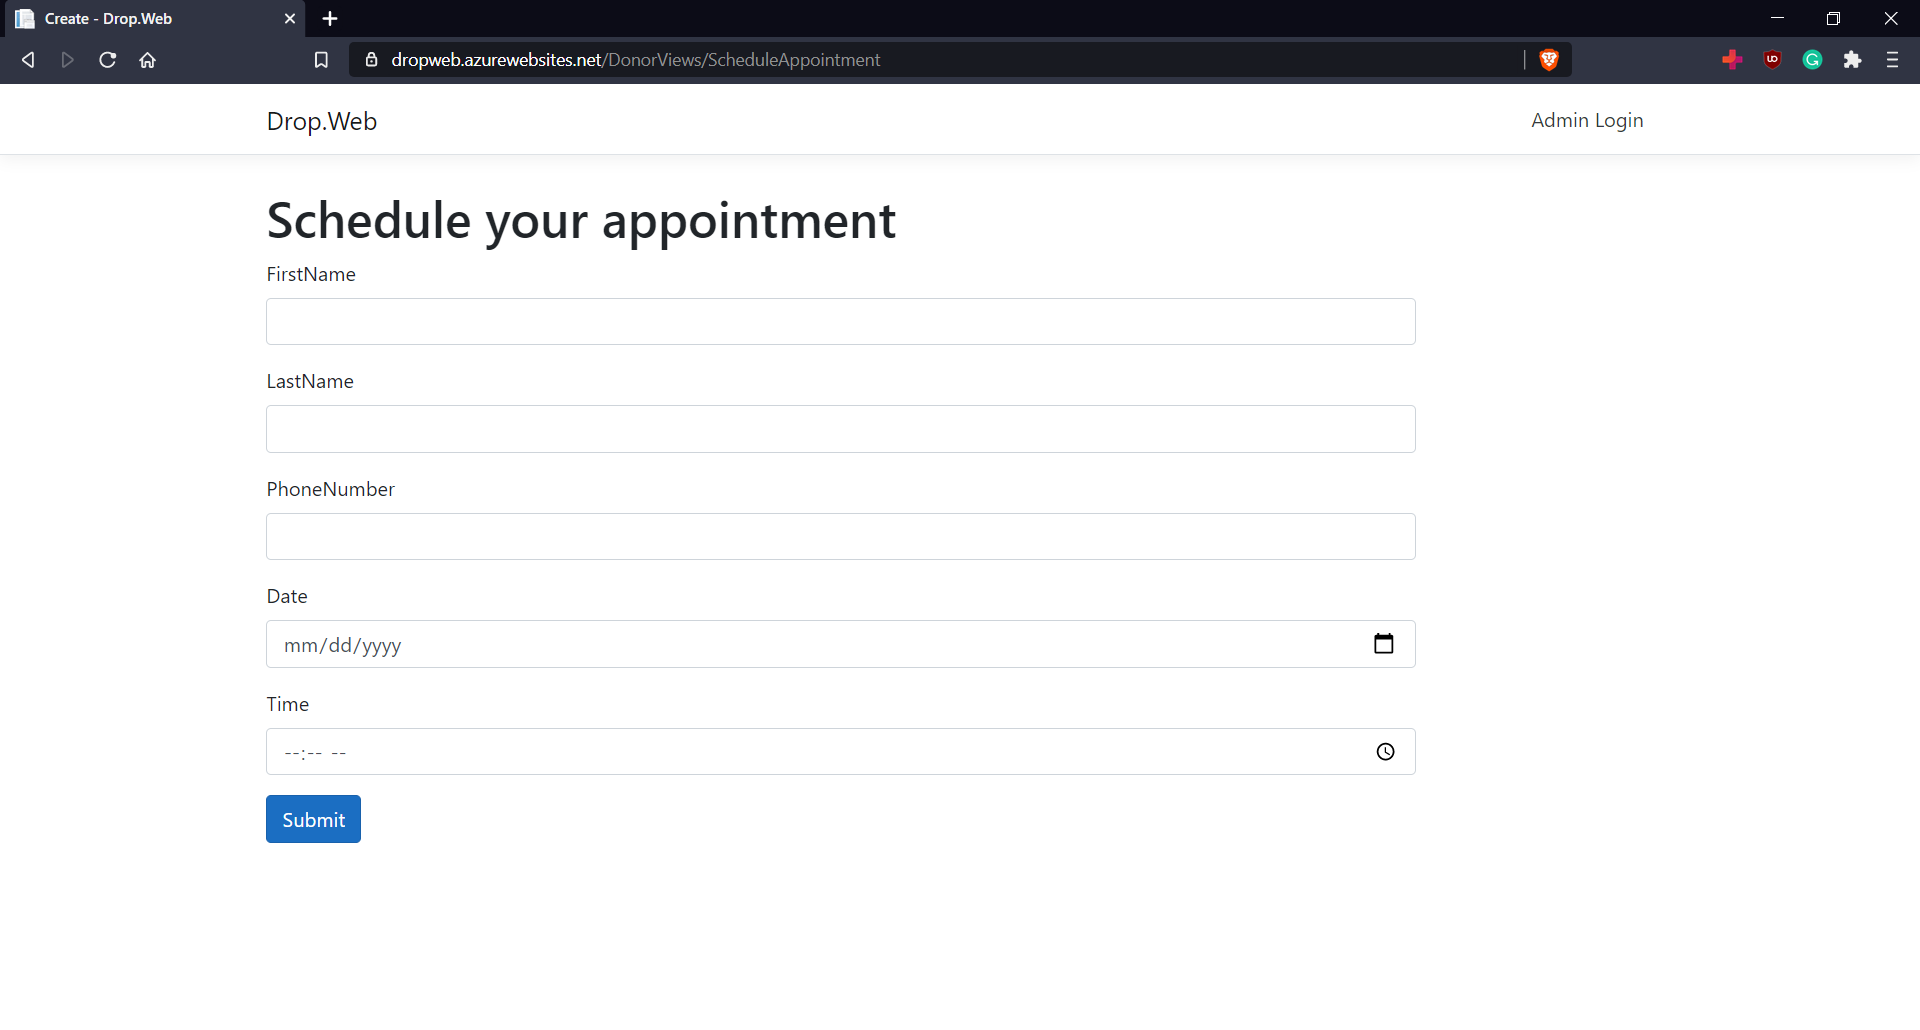 Create - Drop.Web
dropweb.azurewebsites.net/DonorViews/ScheduleAppointment
Drop.Web
Admin Login
Schedule your appointment
FirstName
LastName
PhoneNumber
Date
mm/dd/yyyy
Time
--:-- --
Submit